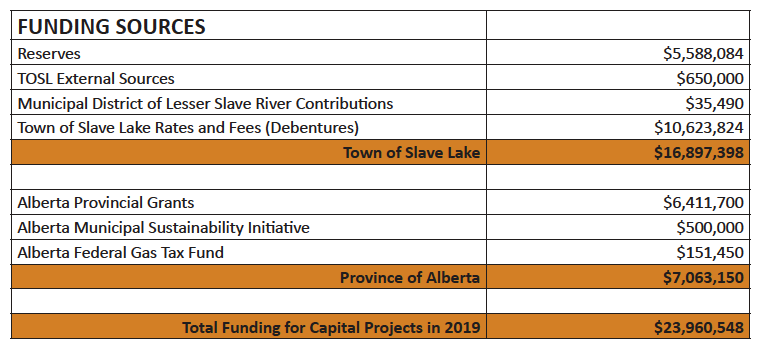 FUNDING SOURCES
Reserves $5,588,084
TOSL External Sources $650,000
Municipal District of Lesser Slave River Contributions $35,490
Town of Slave Lake Rates and Fees (Debentures) $10,623,824
Town of Slave Lake $16,897,398
Alberta Provincial Grants $6,411,700
Alberta Municipal Sustainability Initiative $500,000
Alberta Federal Gas Tax Fund $151,450
Province of Alberta $7,063,150
Total Funding for Capital Projects in 2019 $23,960,548